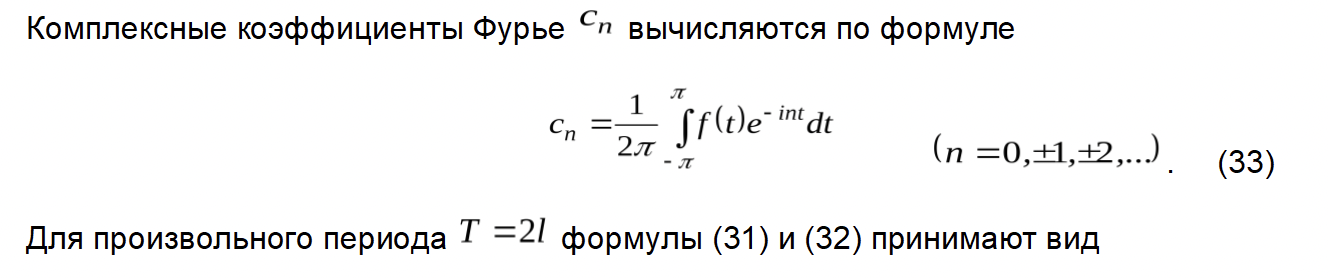 Комплексные коэффициенты Фурье cₙ вычисляются по формуле
cₙ = 1/2π ∫_{-π}^{π} f(t)e^{-int}dt (n = 0,±1,±2,...). (33)
Для произвольного периода T = 2l формулы (31) и (32) принимают вид